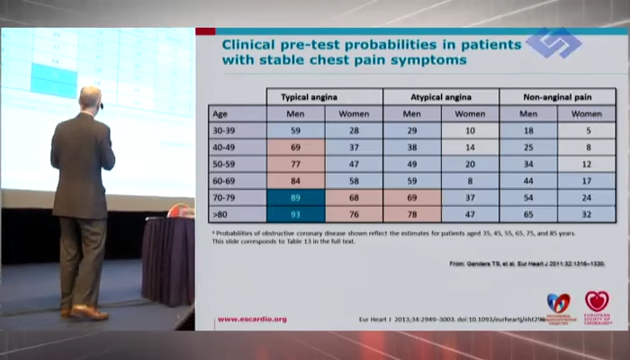 Clinical pre-test probabilities in patients
with stable chest pain symptoms
Typical angina Atypical angina Non-anginal pain
Age Men Women Men Women Men Women
30-39 59 28 29 10 18 5
40-49 69 37 38 14 25 8
50-59 77 47 49 20 34 12
60-69 84 58 59 8 44 17
70-79 89 68 69 37 54 24
>80 93 76 78 47 65 32
* Probabilities of obstructive coronary disease shown reflect the estimates for patients aged 35, 45, 55, 65, 75, and 85 years.
This slide corresponds to Table 13 in the full text.
From: Genders TS, et al. Eur Heart J 2011;32:1316–1330.
www.escardio.org
Eur Heart J 2013;34:2949–3003. doi:10.1093/eurheartj/eht296
EUROPEAN
SOCIETY OF
CARDIOLOGY